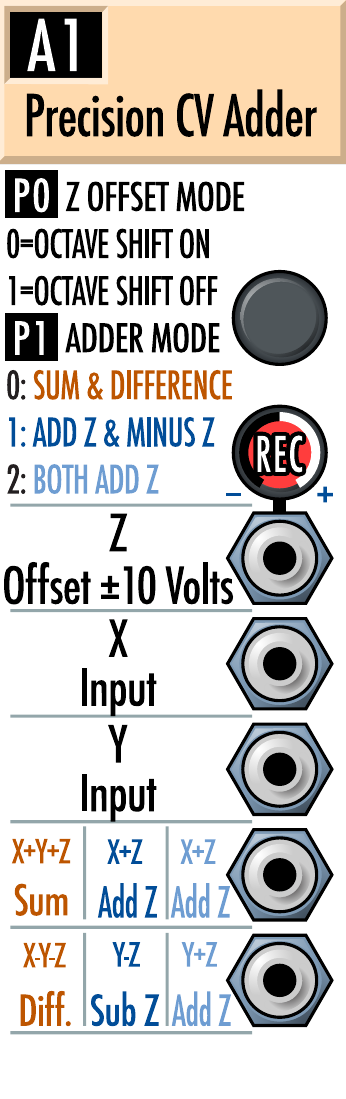 A1
Precision CV Adder
P0 Z OFFSET MODE
0=OCTAVE SHIFT ON
1=OCTAVE SHIFT OFF
P1 ADDER MODE
0: SUM & DIFFERENCE
1: ADD Z & MINUS Z
REC
2: BOTH ADD Z
− +
Z
Offset ±10 Volts
X
Input
Y
Input
X+Y+Z X+Z X+Z
Sum Add Z Add Z
X-Y-Z Y-Z Y+Z
Diff. Sub Z Add Z